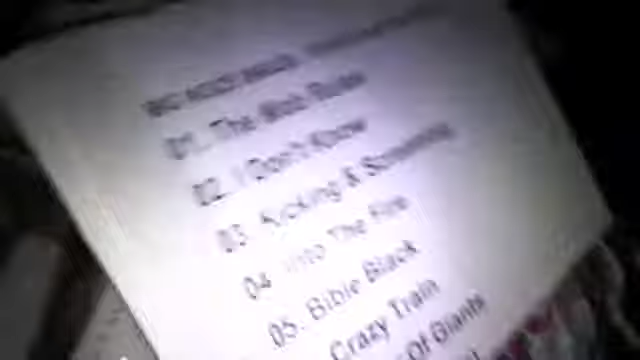 01. The Mob Rules
02. I Don't Know
03. Kicking & Screaming
04. Into The Fire
05. Bible Black
Crazy Train
Of Giants